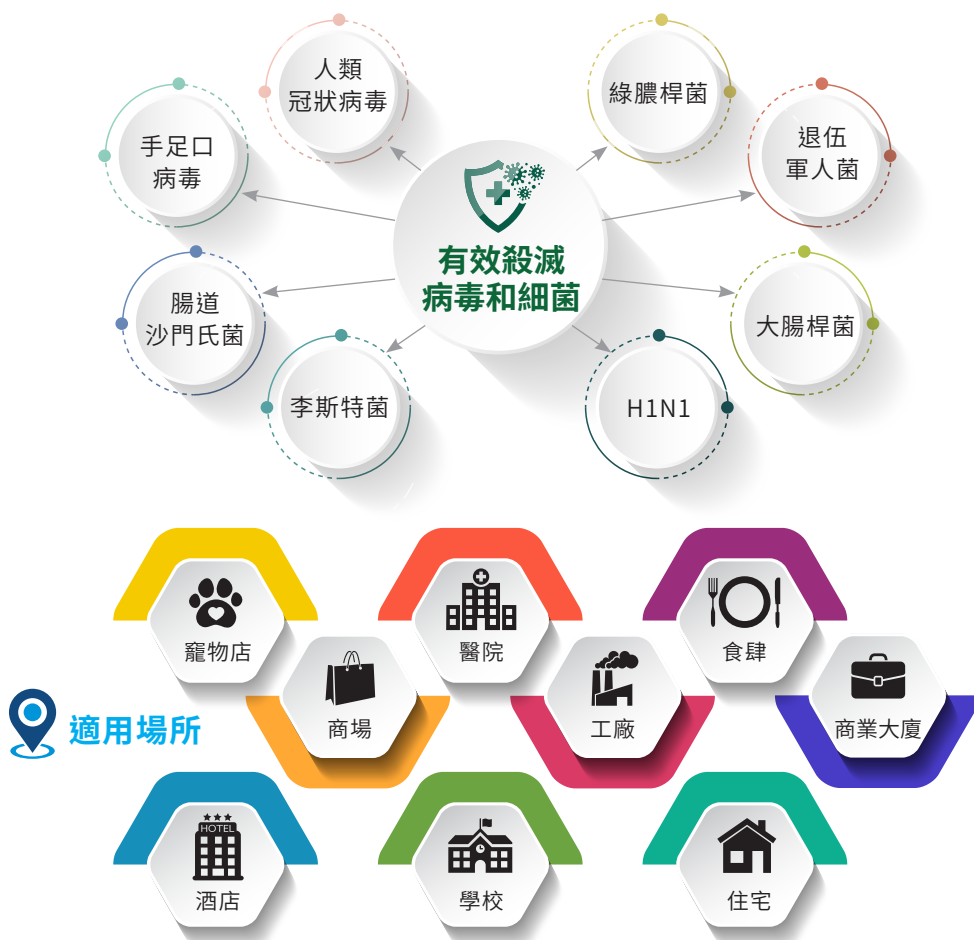 人類
冠狀病毒
綠膿桿菌
手足口
病毒
退伍
軍人菌
有效殺滅
病毒和細菌
腸道
沙門氏菌
大腸桿菌
李斯特菌
H1N1
寵物店
醫院
食肆
商場
工廠
商業大廈
適用場所
HOTEL
酒店
學校
住宅